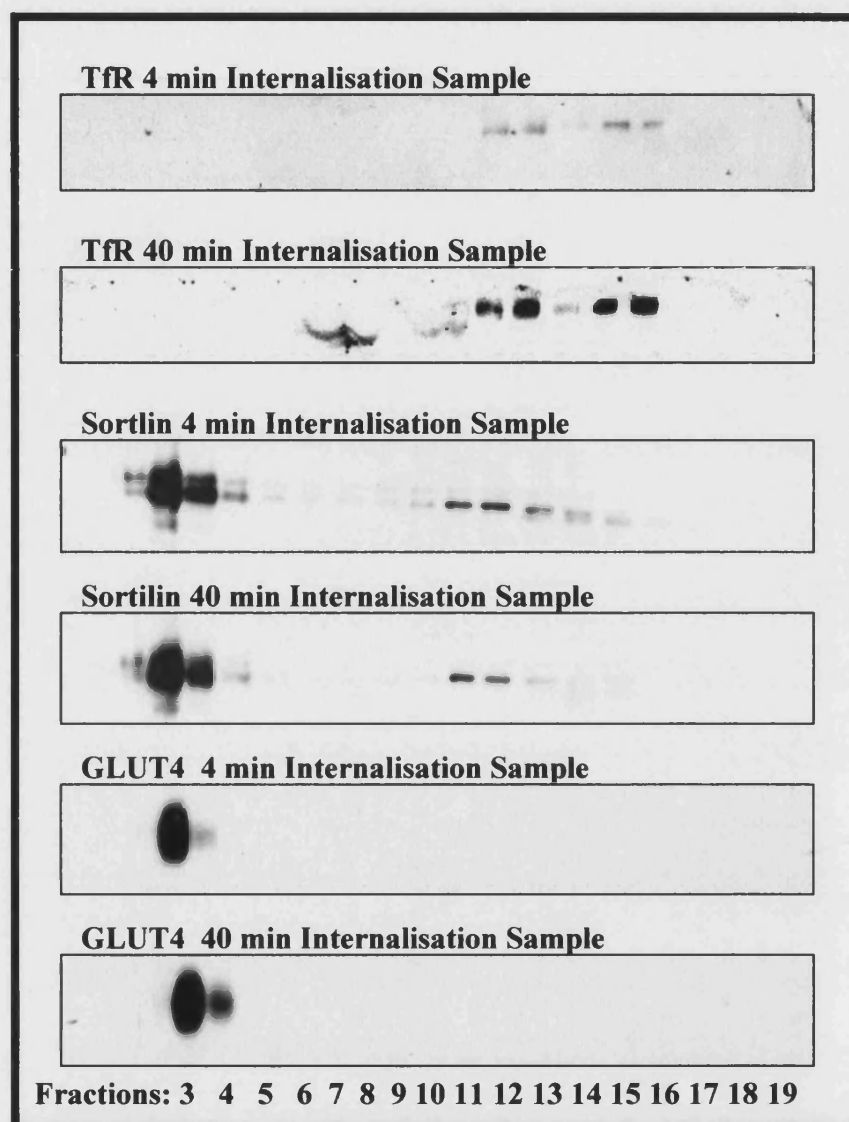 TfR 4 min Internalisation Sample
TfR 40 min Internalisation Sample
Sortlin 4 min Internalisation Sample
Sortilin 40 min Internalisation Sample
GLUT4 4 min Internalisation Sample
GLUT4 40 min Internalisation Sample
Fractions: 3 4 5 6 7 8 9 10 11 12 13 14 15 16 17 18 19